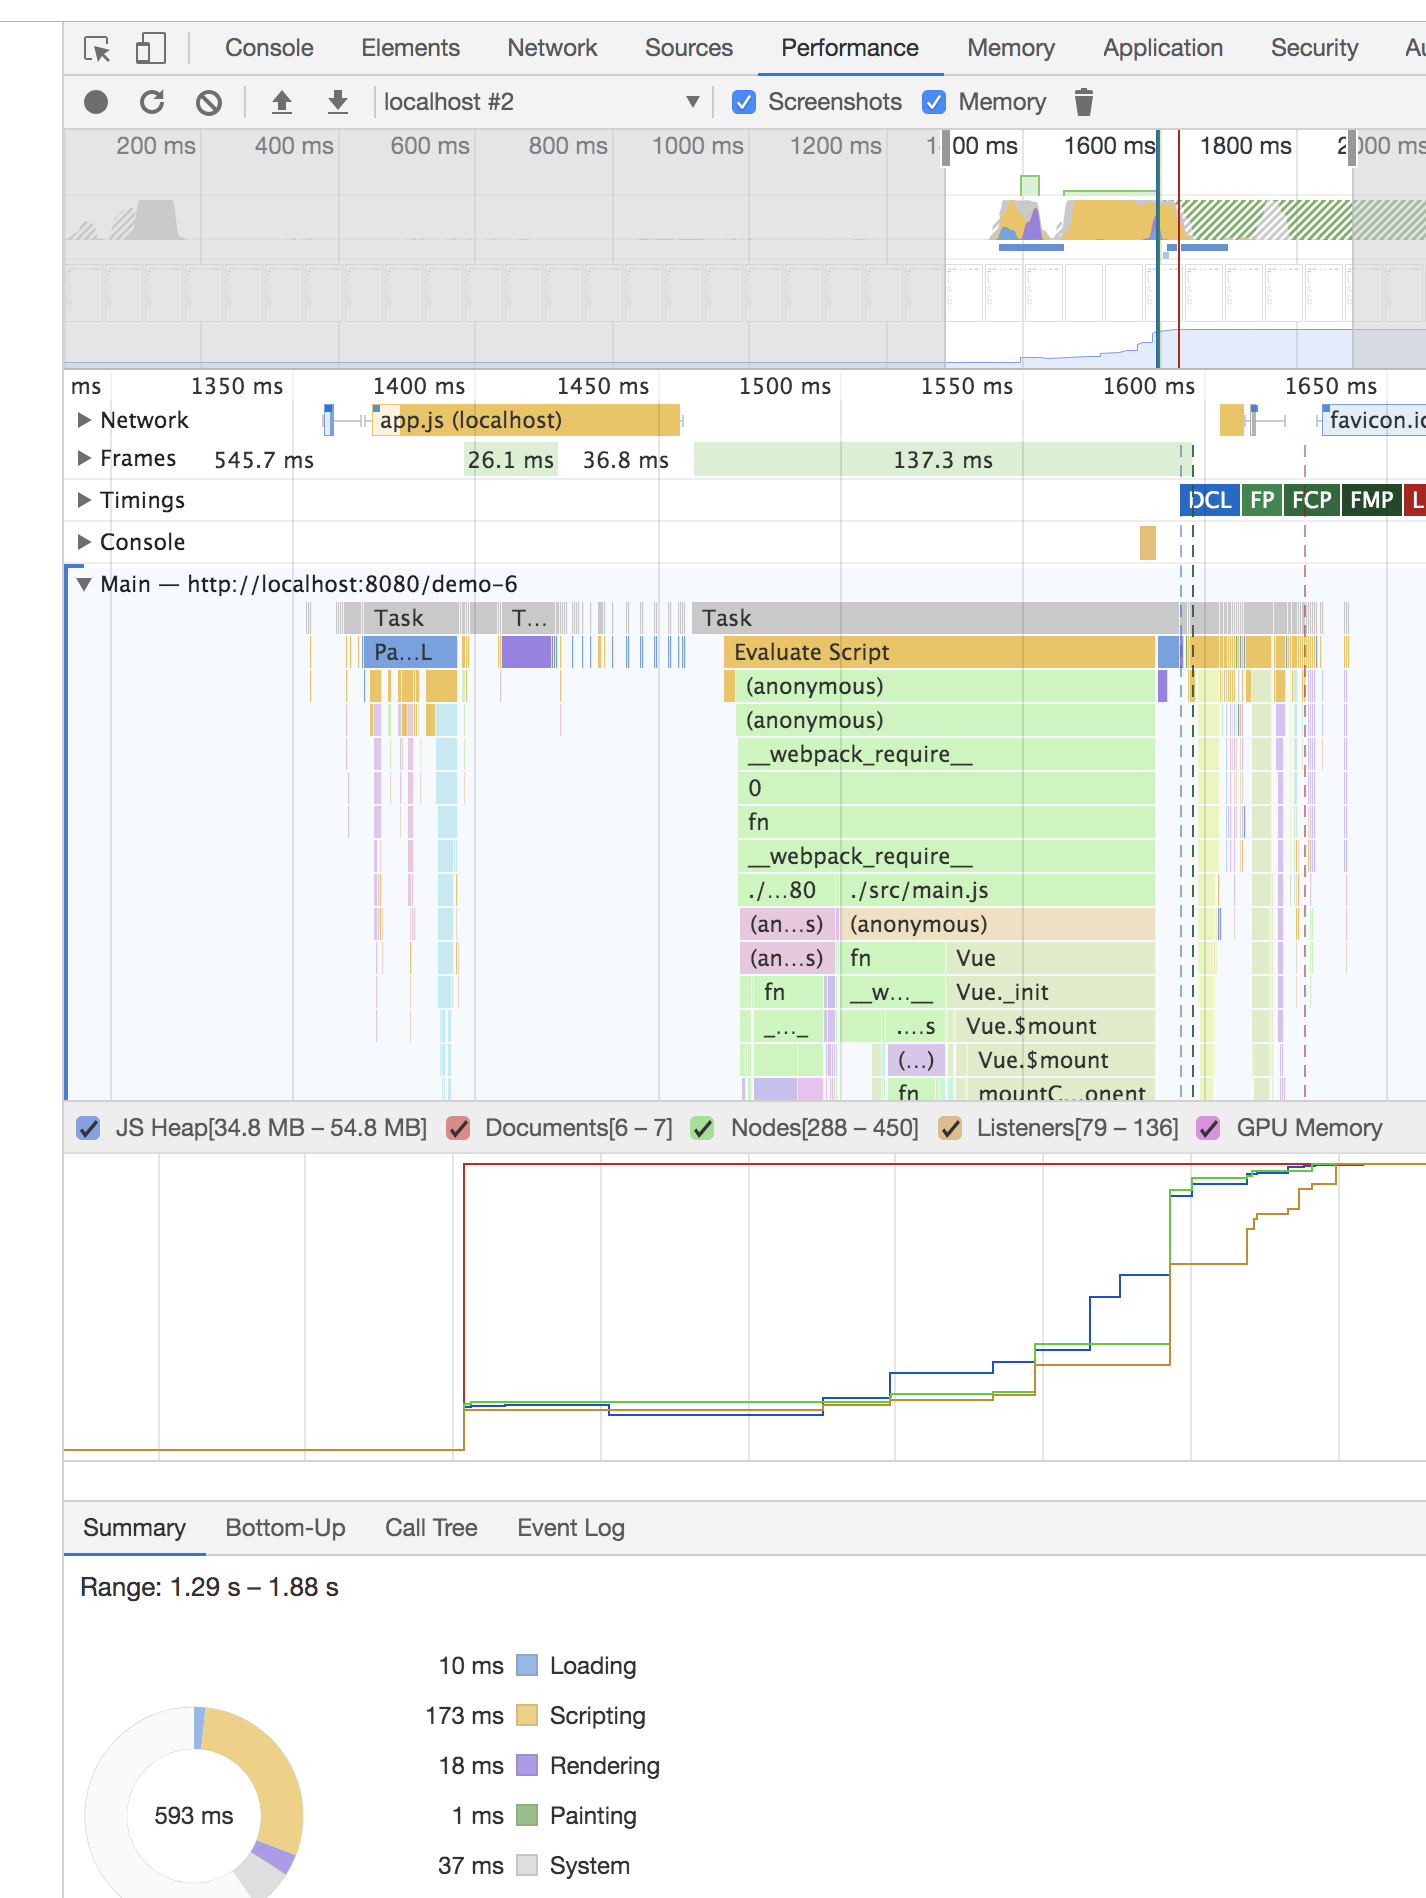 Console Elements Network Sources Performance Memory Application Security
localhost #2 Screenshots Memory
200 ms 400 ms 600 ms 800 ms 1000 ms 1200 ms 00 ms 1600 ms 1800 ms 2000 ms
ms 1350 ms 1400 ms 1450 ms 1500 ms 1550 ms 1600 ms 1650 ms
Network app.js (localhost) favicon.ic
Frames 545.7 ms 26.1 ms 36.8 ms 137.3 ms
Timings DCL FP FCP FMP L
Console
Main — http://localhost:8080/demo-6
Task T... Task
Pa...L Evaluate Script
(anonymous)
(anonymous)
__webpack_require__
0
fn
__webpack_require__
./...80 ./src/main.js
(an...s) (anonymous)
(an...s) fn Vue
fn __w...__ Vue._init
_..._ ....s Vue.$mount
(...) Vue.$mount
fn mountC...onent
JS Heap[34.8 MB – 54.8 MB] Documents[6 – 7] Nodes[288 – 450] Listeners[79 – 136] GPU Memory
Summary Bottom-Up Call Tree Event Log
Range: 1.29 s – 1.88 s
10 ms Loading
173 ms Scripting
18 ms Rendering
593 ms 1 ms Painting
37 ms System